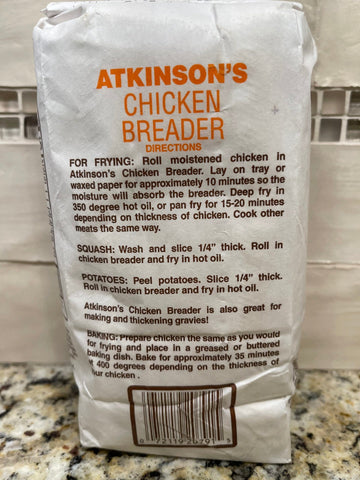 ATKINSON'S
CHICKEN
BREADER
DIRECTIONS
FOR FRYING: Roll moistened chicken in
Atkinson's Chicken Breader. Lay on tray or
waxed paper for approximately 10 minutes so the
moisture will absorb the breader. Deep fry in
350 degree hot oil, or pan fry for 15-20 minutes
depending on thickness of chicken. Cook other
meats the same way.
SQUASH: Wash and slice 1/4" thick. Roll in
chicken breader and fry in hot oil.
POTATOES: Peel potatoes. Slice 1/4" thick.
Roll in chicken breader and fry in hot oil.
Atkinson's Chicken Breader is also great for
making and thickening gravies!
BAKING: Prepare chicken the same as you would
for frying and place in a greased or buttered
baking dish. Bake for approximately 35 minutes
at 400 degrees depending on the thickness of
your chicken .